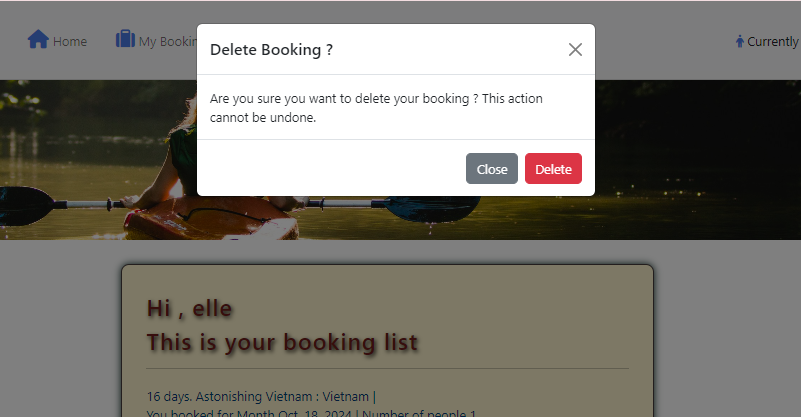 Home
My Bookin
Currently
Delete Booking ?
Are you sure you want to delete your booking ? This action
cannot be undone.
Close
Delete
Hi , elle
This is your booking list
16 days. Astonishing Vietnam : Vietnam |
You booked for Month Oct. 18, 2024 | Number of people 1